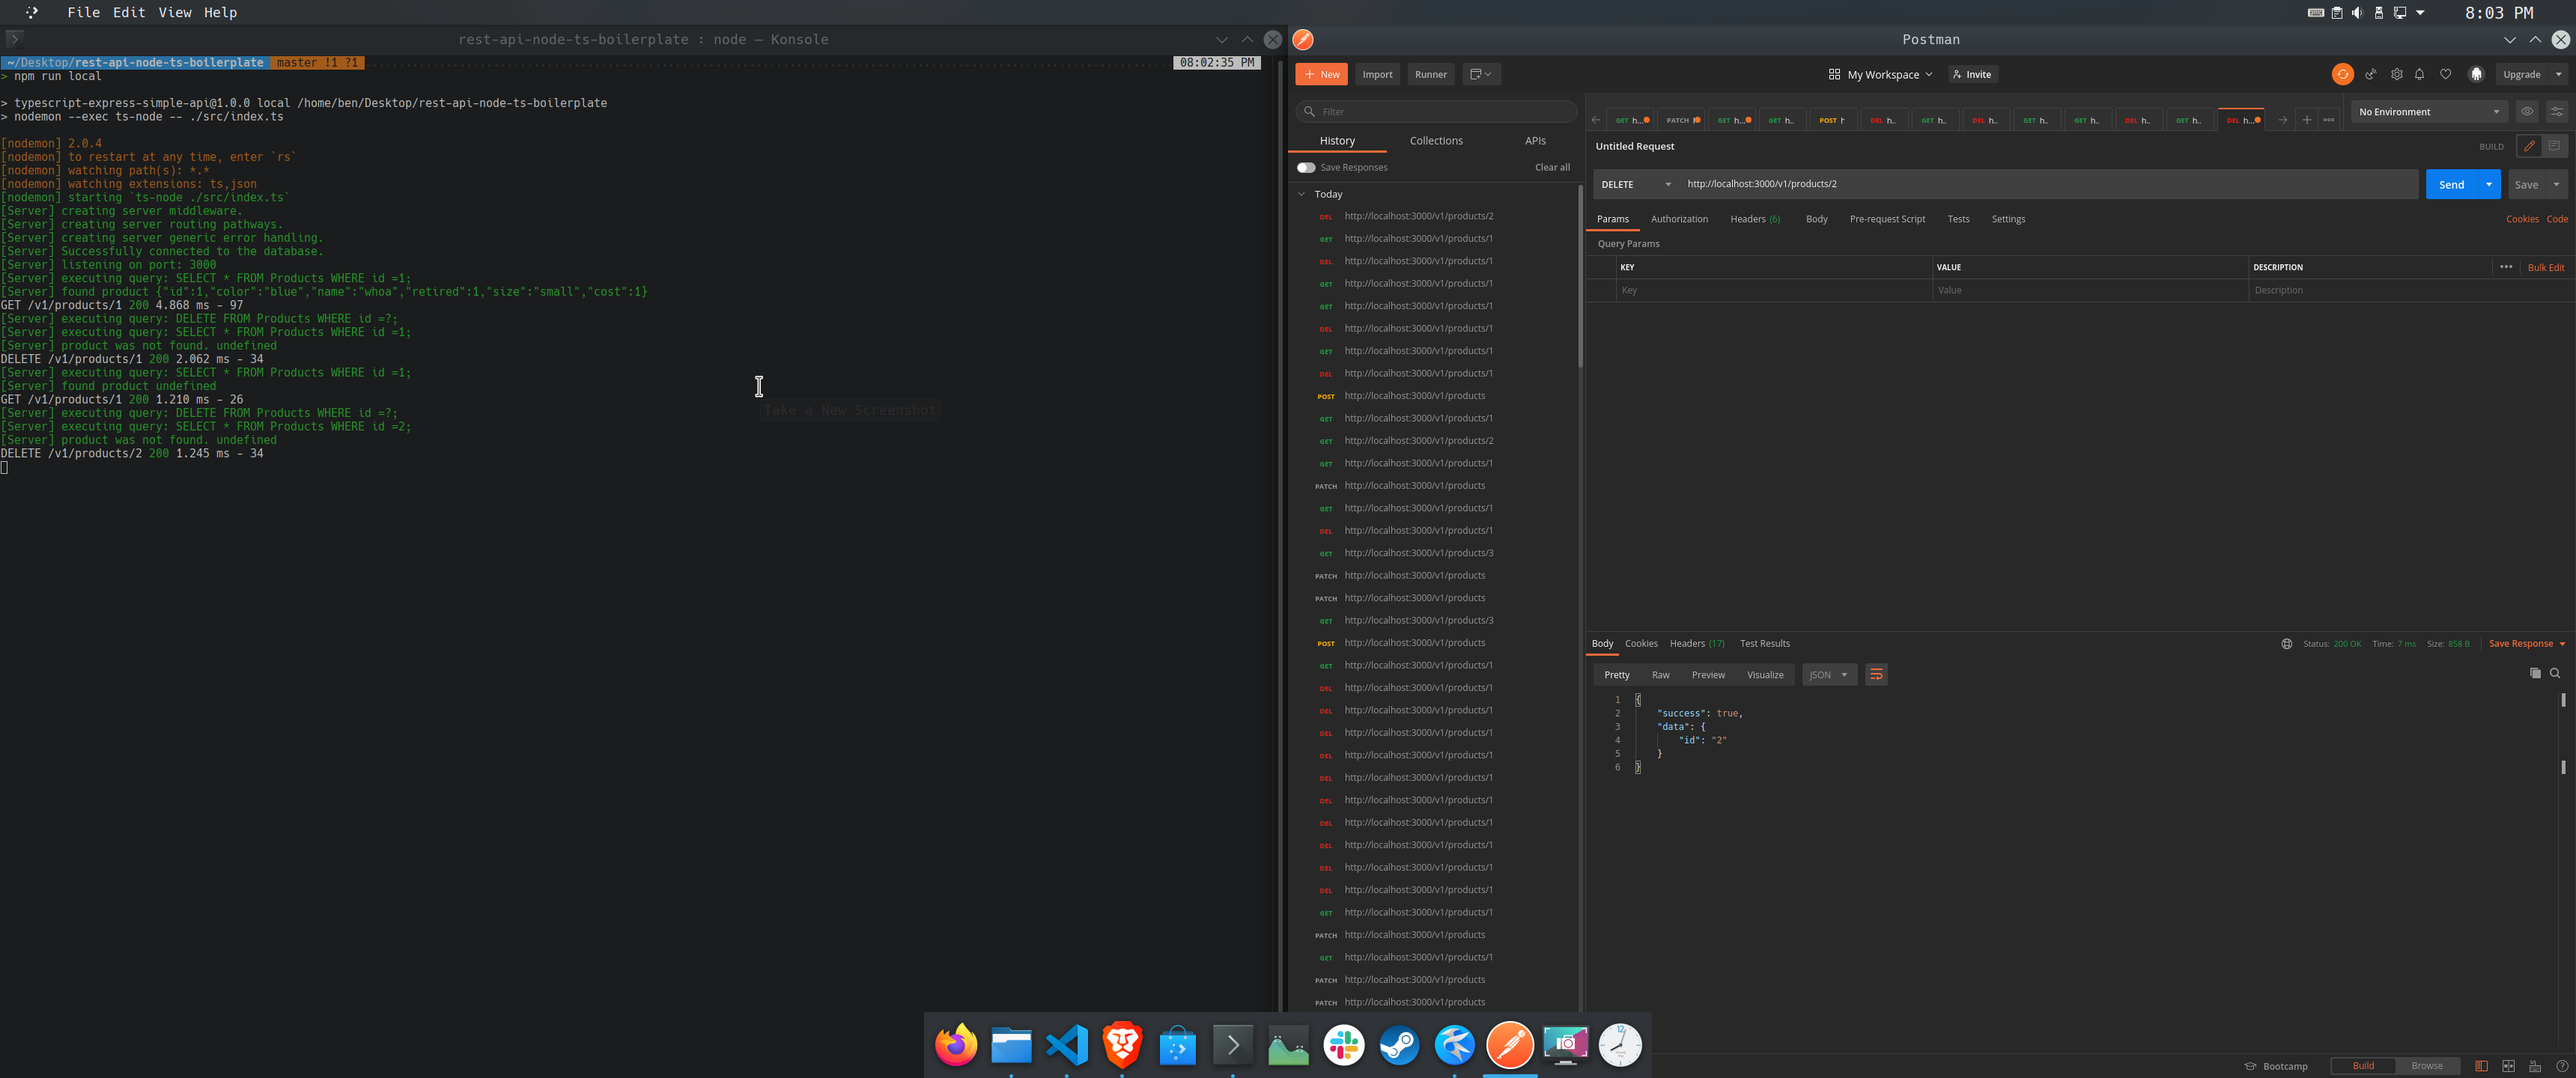 File Edit View Help
8:03 PM
rest-api-node-ts-boilerplate : node — Konsole
~/Desktop/rest-api-node-ts-boilerplate master !1 ?1 08:02:35 PM
> npm run local
> typescript-express-simple-api@1.0.0 local /home/ben/Desktop/rest-api-node-ts-boilerplate
> nodemon --exec ts-node -- ./src/index.ts
[nodemon] 2.0.4
[nodemon] to restart at any time, enter `rs`
[nodemon] watching path(s): *.*
[nodemon] watching extensions: ts,json
[nodemon] starting `ts-node ./src/index.ts`
[Server] creating server middleware.
[Server] creating server routing pathways.
[Server] creating server generic error handling.
[Server] Successfully connected to the database.
[Server] listening on port: 3000
[Server] executing query: SELECT * FROM Products WHERE id =1;
[Server] found product {"id":1,"color":"blue","name":"whoa","retired":1,"size":"small","cost":1}
GET /v1/products/1 200 4.868 ms - 97
[Server] executing query: DELETE FROM Products WHERE id =?;
[Server] executing query: SELECT * FROM Products WHERE id =1;
[Server] product was not found. undefined
DELETE /v1/products/1 200 2.062 ms - 34
[Server] executing query: SELECT * FROM Products WHERE id =1;
[Server] found product undefined
GET /v1/products/1 200 1.210 ms - 26
[Server] executing query: DELETE FROM Products WHERE id =?;
[Server] executing query: SELECT * FROM Products WHERE id =2;
[Server] product was not found. undefined
DELETE /v1/products/2 200 1.245 ms - 34
Take a New Screenshot
Postman
New Import Runner
My Workspace Invite
Upgrade
Filter
History Collections APIs
Save Responses Clear all
Today
DEL http://localhost:3000/v1/products/2
GET http://localhost:3000/v1/products/1
DEL http://localhost:3000/v1/products/1
GET http://localhost:3000/v1/products/1
GET http://localhost:3000/v1/products/1
DEL http://localhost:3000/v1/products/1
GET http://localhost:3000/v1/products/1
DEL http://localhost:3000/v1/products/1
POST http://localhost:3000/v1/products
GET http://localhost:3000/v1/products/1
GET http://localhost:3000/v1/products/2
GET http://localhost:3000/v1/products/1
PATCH http://localhost:3000/v1/products
GET http://localhost:3000/v1/products/1
DEL http://localhost:3000/v1/products/1
GET http://localhost:3000/v1/products/3
PATCH http://localhost:3000/v1/products
PATCH http://localhost:3000/v1/products
GET http://localhost:3000/v1/products/3
POST http://localhost:3000/v1/products
GET http://localhost:3000/v1/products/1
DEL http://localhost:3000/v1/products/1
DEL http://localhost:3000/v1/products/1
DEL http://localhost:3000/v1/products/1
DEL http://localhost:3000/v1/products/1
DEL http://localhost:3000/v1/products/1
DEL http://localhost:3000/v1/products/1
DEL http://localhost:3000/v1/products/1
DEL http://localhost:3000/v1/products/1
DEL http://localhost:3000/v1/products/1
DEL http://localhost:3000/v1/products/1
GET http://localhost:3000/v1/products/1
PATCH http://localhost:3000/v1/products
GET http://localhost:3000/v1/products/1
PATCH http://localhost:3000/v1/products
PATCH http://localhost:3000/v1/products
GET h... PATCH GET h... GET h.. POST h DEL h.. GET h.. DEL h.. GET h.. GET h.. DEL h.. GET h.. DEL h...
No Environment
Untitled Request BUILD
DELETE http://localhost:3000/v1/products/2 Send Save
Params Authorization Headers (6) Body Pre-request Script Tests Settings Cookies Code
Query Params
KEY VALUE DESCRIPTION Bulk Edit
Key Value Description
Body Cookies Headers (17) Test Results Status: 200 OK Time: 7 ms Size: 858 B Save Response
Pretty Raw Preview Visualize JSON
1 {
2 "success": true,
3 "data": {
4 "id": "2"
5 }
6 }
Bootcamp Build Browse